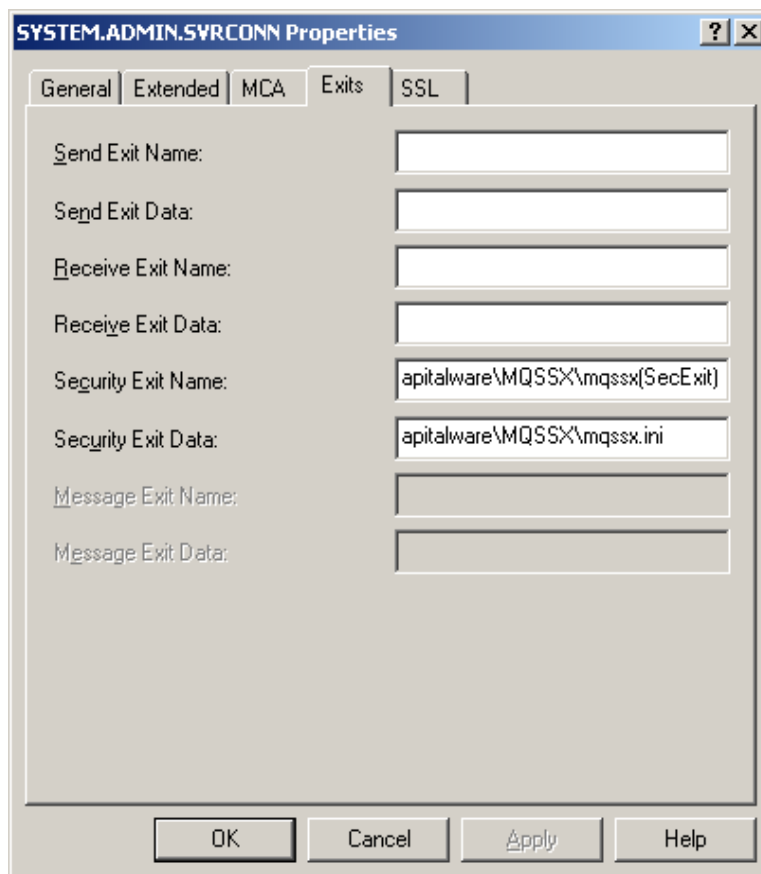 SYSTEM.ADMIN.SVRCONN Properties
General Extended MCA Exits SSL
Send Exit Name:
Send Exit Data:
Receive Exit Name:
Receive Exit Data:
Security Exit Name: apitalware\MQSSX\mqssx(SecExit)
Security Exit Data: apitalware\MQSSX\mqssx.ini
Message Exit Name:
Message Exit Data:
OK Cancel Apply Help